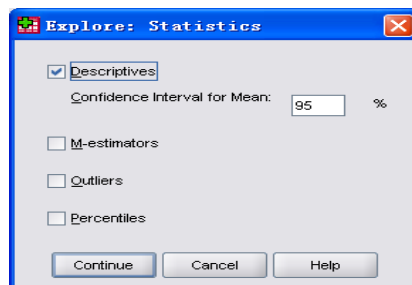 Explore: Statistics
Descriptives
Confidence Interval for Mean: 95 %
M-estimators
Outliers
Percentiles
Continue Cancel Help